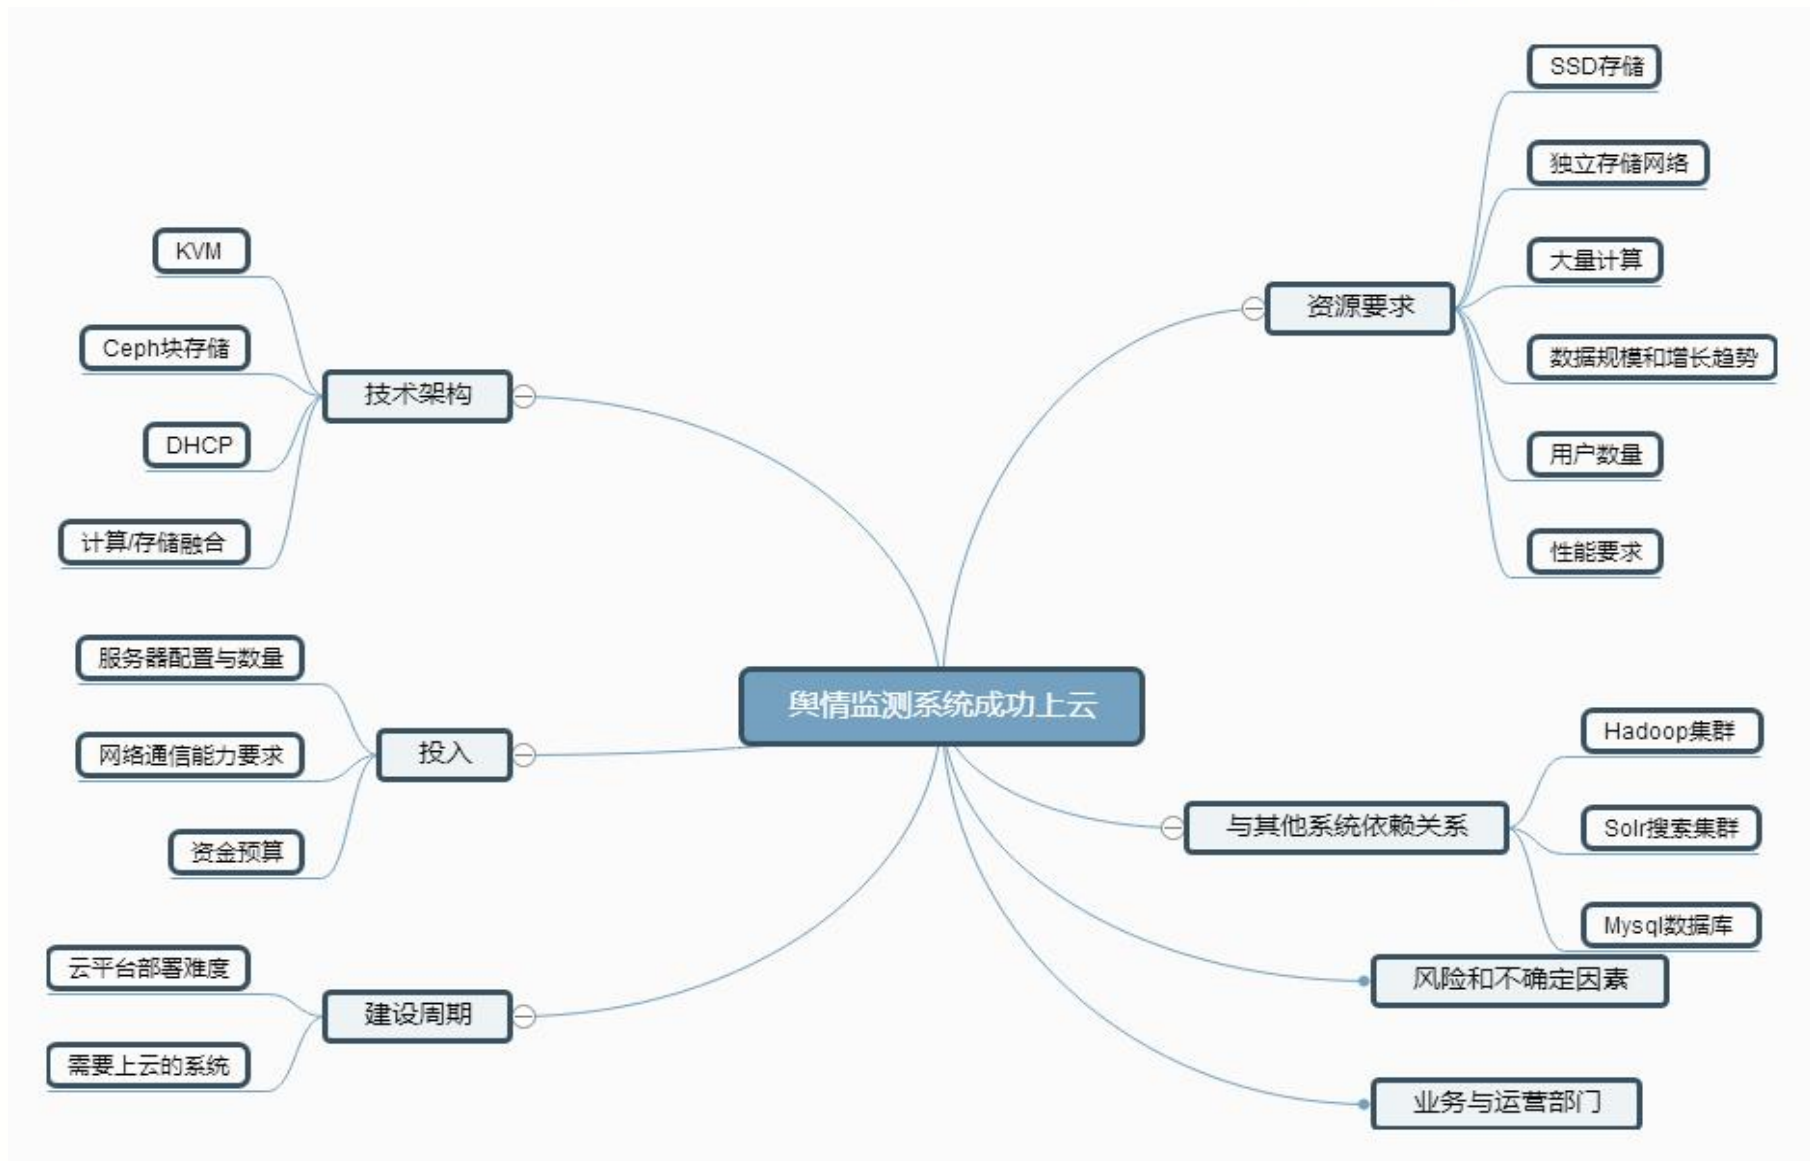 舆情监测系统成功上云
资源要求
SSD存储
独立存储网络
大量计算
数据规模和增长趋势
用户数量
性能要求
与其他系统依赖关系
Hadoop集群
Solr搜索集群
Mysql数据库
风险和不确定因素
业务与运营部门
技术架构
KVM
Ceph块存储
DHCP
计算/存储融合
投入
服务器配置与数量
网络通信能力要求
资金预算
建设周期
云平台部署难度
需要上云的系统